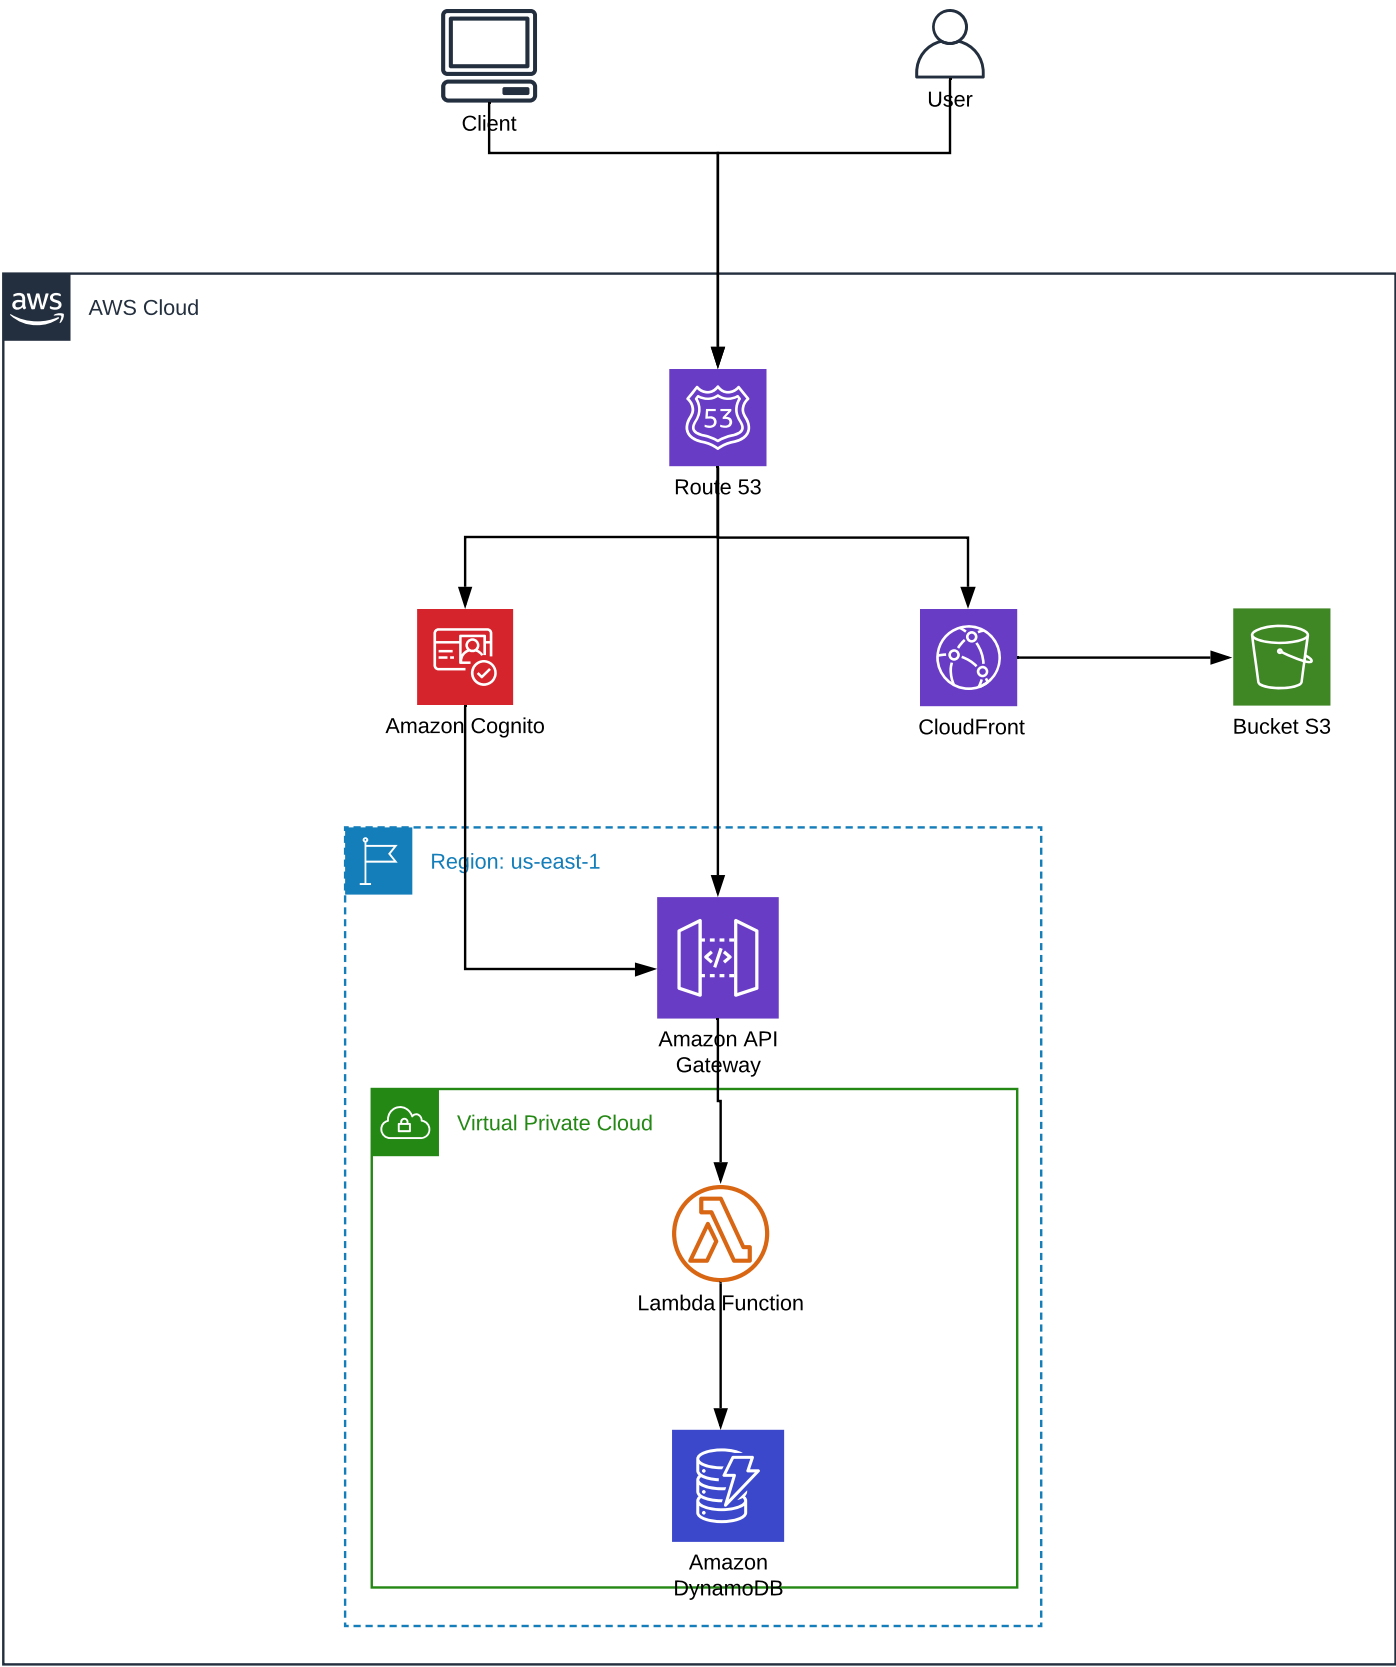 Client
User
aws
AWS Cloud
53
Route 53
Amazon Cognito
CloudFront
Bucket S3
Region: us-east-1
</>
Amazon API
Gateway
Virtual Private Cloud
Lambda Function
Amazon
DynamoDB